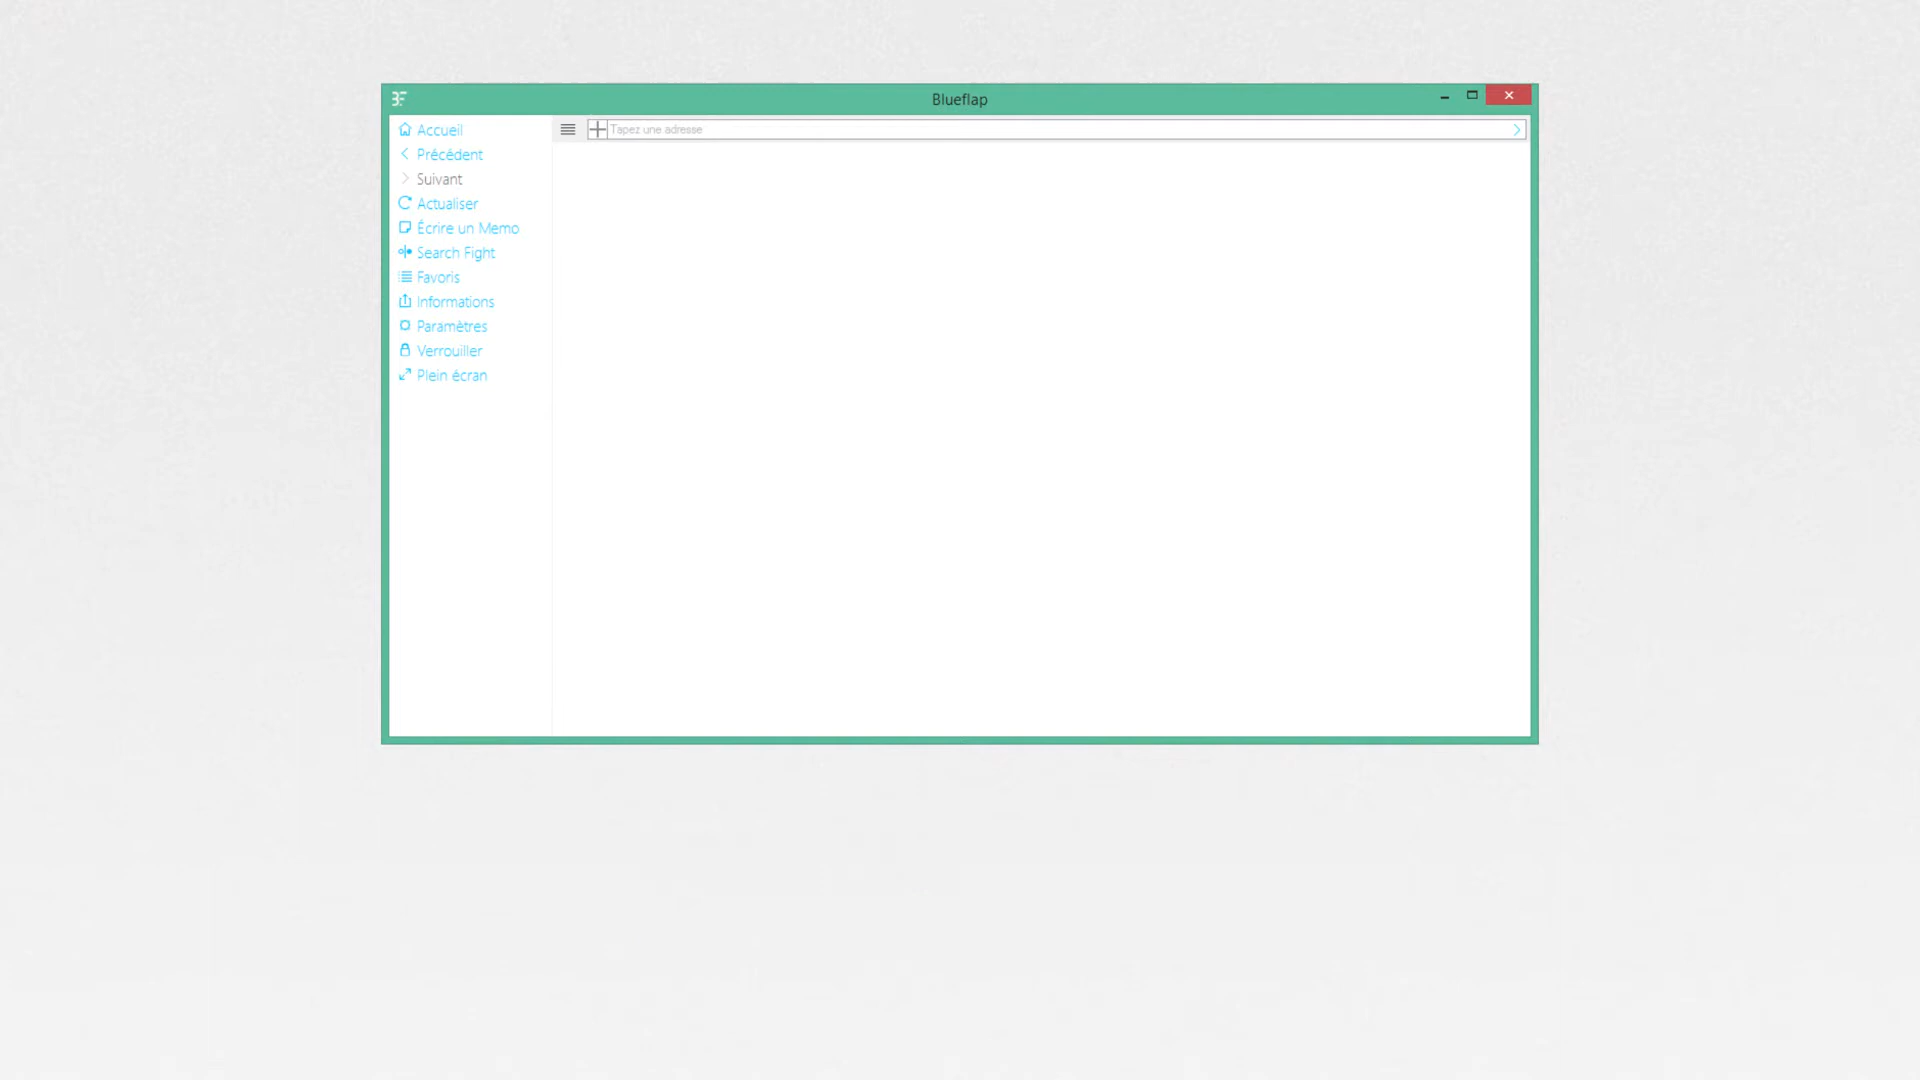 Blueflap
Accueil
Tapez une adresse
Précédent
Suivant
Actualiser
Écrire un Memo
Search Fight
Favoris
Informations
Paramètres
Verrouiller
Plein écran